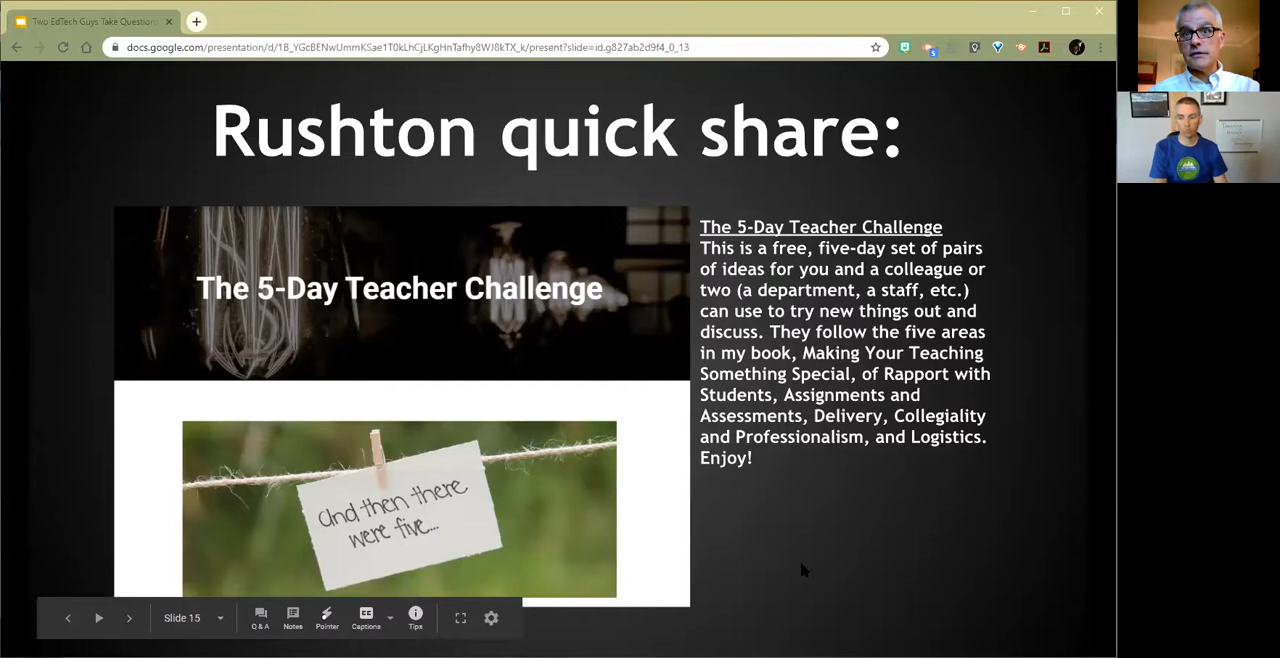 Two EdTech Guys Take Question
docs.google.com/presentation/d/1B_YGcBENwUmmKSae1T0kLhCjLKgHnTafhy8WJ8kTX_k/present?slide=id.g827ab2d9f4_0_13
5
Rushton quick share:
The 5-Day Teacher Challenge
And then there
were five...
The 5-Day Teacher Challenge
This is a free, five-day set of pairs
of ideas for you and a colleague or
two (a department, a staff, etc.)
can use to try new things out and
discuss. They follow the five areas
in my book, Making Your Teaching
Something Special, of Rapport with
Students, Assignments and
Assessments, Delivery, Collegiality
and Professionalism, and Logistics.
Enjoy!
Slide 15
Q & A
Notes
Pointer
Captions
Tips